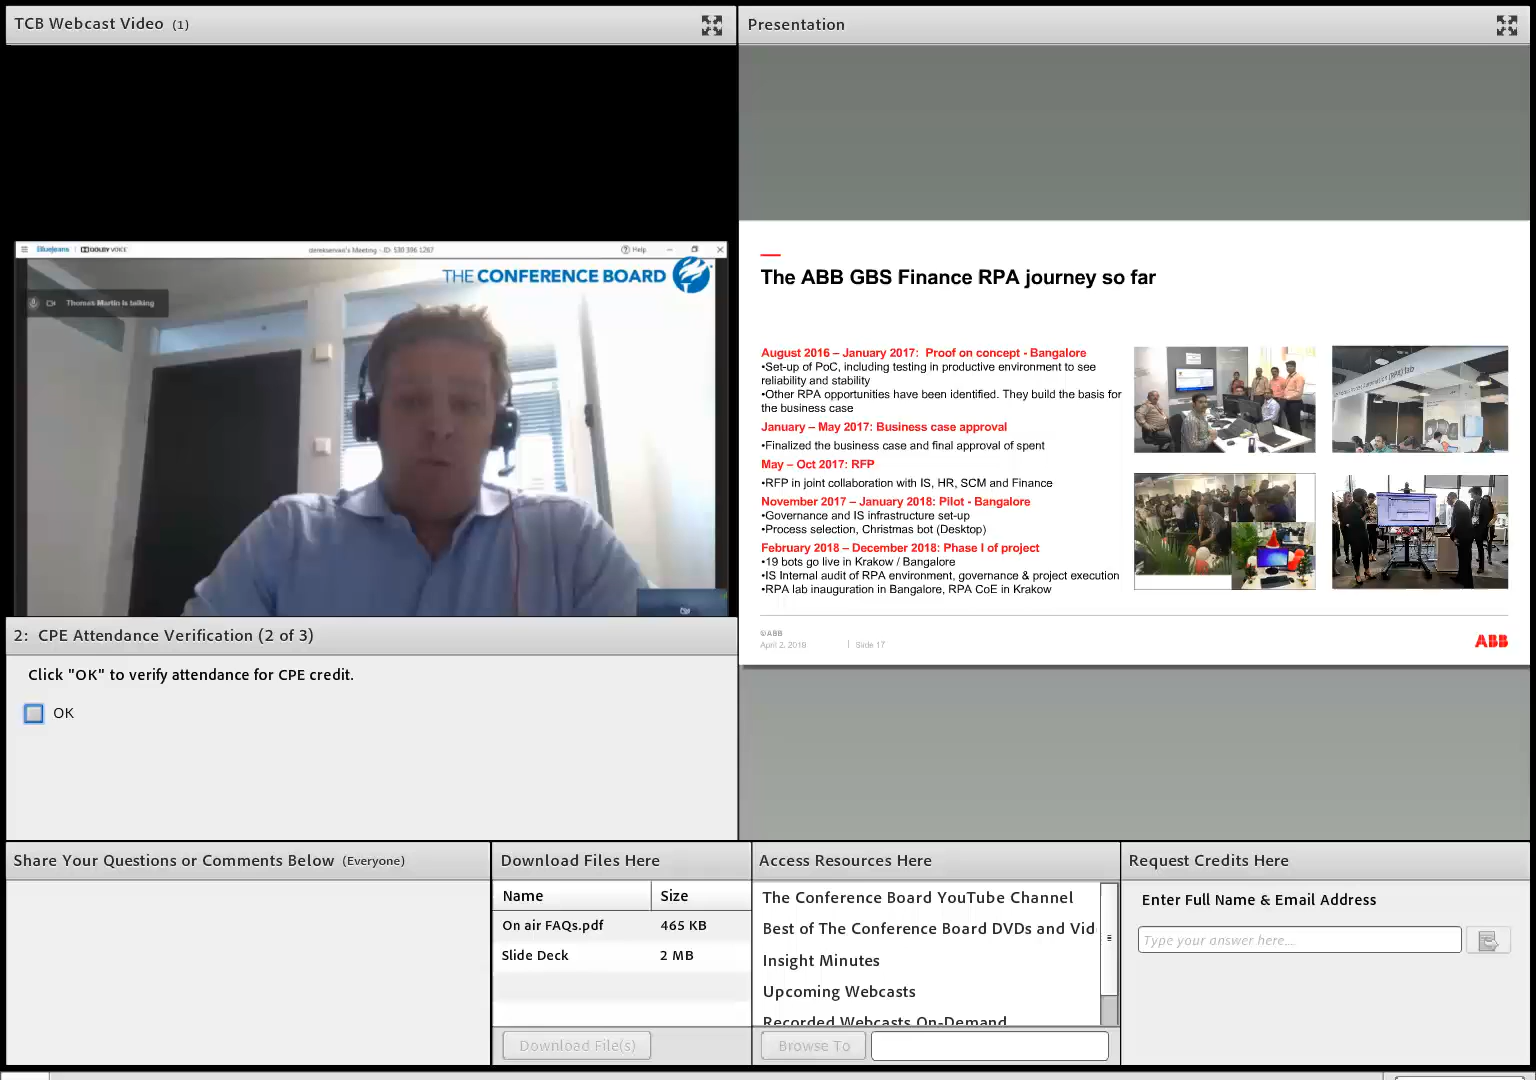 TCB Webcast Video (1)
BlueJeans | DOLBY VOICE
Help
THE CONFERENCE BOARD
Thomas Martin is talking
2: CPE Attendance Verification (2 of 3)
Click "OK" to verify attendance for CPE credit.
OK
Presentation
The ABB GBS Finance RPA journey so far
August 2016 – January 2017: Proof on concept - Bangalore
•Set-up of PoC, including testing in productive environment to see
reliability and stability
•Other RPA opportunities have been identified. They build the basis for
the business case
January – May 2017: Business case approval
•Finalized the business case and final approval of spent
May – Oct 2017: RFP
•RFP in joint collaboration with IS, HR, SCM and Finance
November 2017 – January 2018: Pilot - Bangalore
•Governance and IS infrastructure set-up
•Process selection, Christmas bot (Desktop)
February 2018 – December 2018: Phase I of project
•19 bots go live in Krakow / Bangalore
•IS Internal audit of RPA environment, governance & project execution
•RPA lab inauguration in Bangalore, RPA CoE in Krakow
©ABB
April 2, 2018 | Slide 17
ABB
Share Your Questions or Comments Below (Everyone)
Download Files Here
Name Size
On air FAQs.pdf 465 KB
Slide Deck 2 MB
Download File(s)
Access Resources Here
The Conference Board YouTube Channel
Best of The Conference Board DVDs and Vid
Insight Minutes
Upcoming Webcasts
Recorded Webcasts On-Demand
Browse To
Request Credits Here
Enter Full Name & Email Address
Type your answer here...